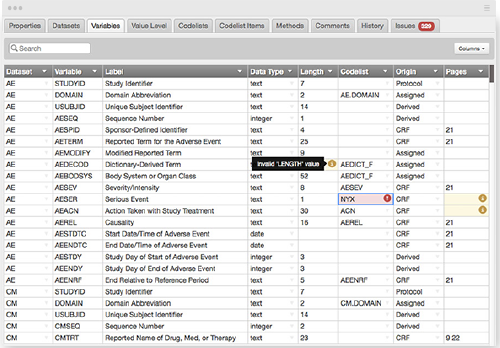 Properties Datasets Variables Value Level Codelists Codelist Items Methods Comments History Issues 329
Search Columns
Dataset Variable Label Data Type Length Codelist Origin Pages
AE STUDYID Study Identifier text 7 Protocol
AE DOMAIN Domain Abbreviation text 2 AE.DOMAIN Assigned
AE USUBJID Unique Subject Identifier text 14 Derived
AE AESEQ Sequence Number integer 1 Derived
AE AESPID Sponsor-Defined Identifier text 4 CRF 21
AE AETERM Reported Term for the Adverse Event text 25 CRF 21
AE AEMODIFY Modified Reported Term text 9 Assigned
AE AEDECOD Dictionary-Derived Term Invalid 'LENGTH' value AEDICT_F Assigned
AE AEBODSYS Body System or Organ Class text 52 AEDICT_F Assigned
AE AESEV Severity/Intensity text 8 AESEV CRF 21
AE AESER Serious Event text 1 NYX CRF
AE AEACN Action Taken with Study Treatment text 30 ACN CRF
AE AEREL Causality text 16 AEREL CRF 21
AE AESTDTC Start Date/Time of Adverse Event date CRF 21
AE AEENDTC End Date/Time of Adverse Event date CRF 21
AE AESTDY Study Day of Start of Adverse Event integer 3 Derived
AE AEENDY Study Day of End of Adverse Event integer 3 Derived
AE AEENRF End Relative to Reference Period text 5 AEENRF CRF 21
CM STUDYID Study Identifier text 7 Protocol
CM DOMAIN Domain Abbreviation text 2 CM.DOMAIN Assigned
CM USUBJID Unique Subject Identifier text 14 Derived
CM CMSEQ Sequence Number integer 2 Derived
CM CMTRT Reported Name of Drug, Med, or Therapy text 23 CRF 9 22